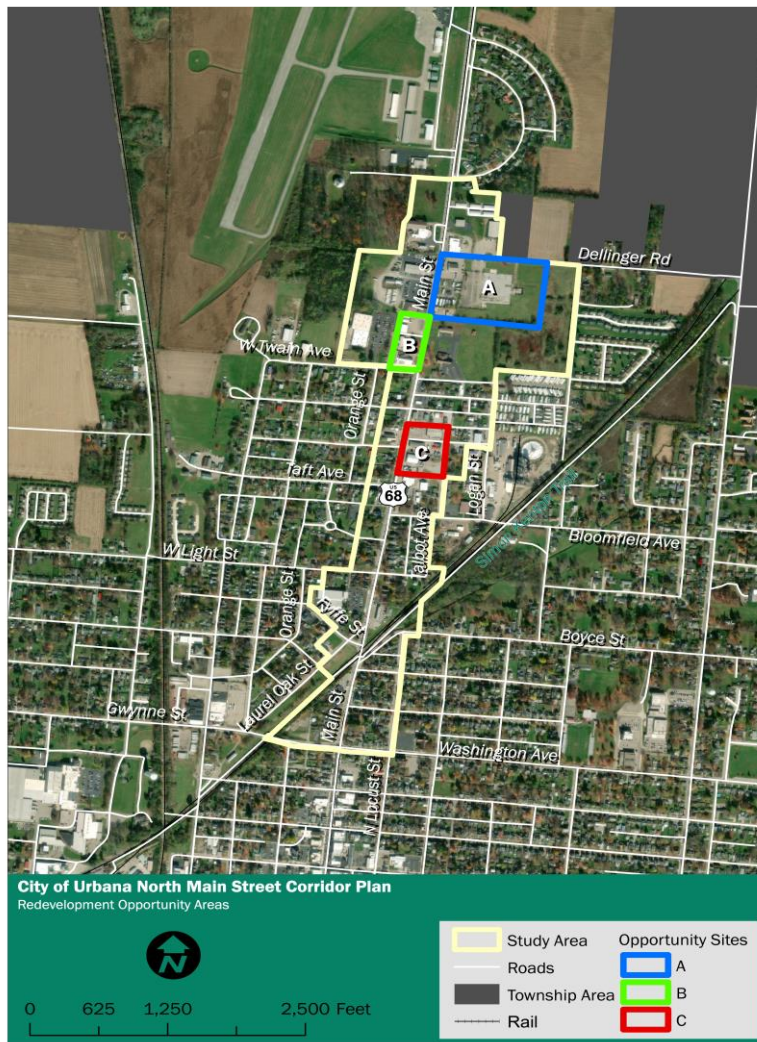 Dellinger Rd
Main St
A
B
W Twain Ave
Orange St
C
Taft Ave
US
68
Logan St
Talbot Ave
Bloomfield Ave
W Light St
Orange St
Fyffe St
Boyce St
Laurel Oak St
Gwynne St
Main St
Washington Ave
N Locust St
City of Urbana North Main Street Corridor Plan
Redevelopment Opportunity Areas
N
0 625 1,250 2,500 Feet
Study Area
Roads
Township Area
Rail
Opportunity Sites
A
B
C